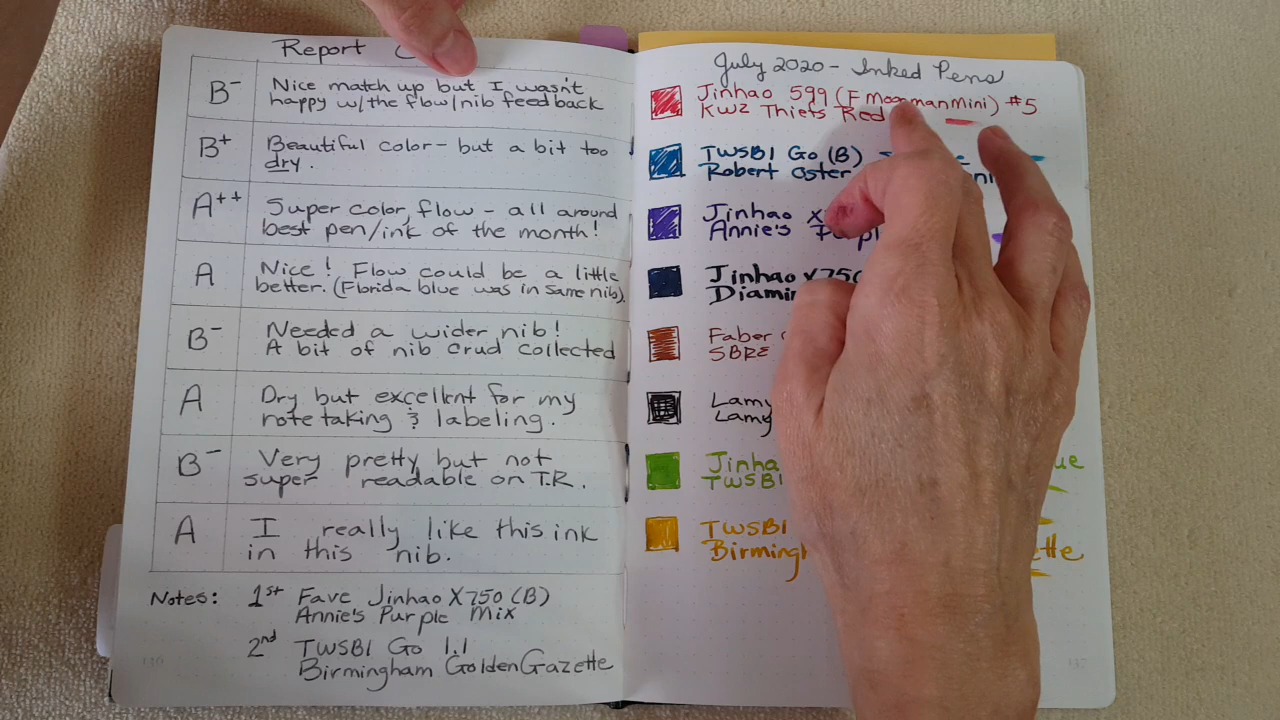 Report
B-
Nice match up but I wasn't
happy w/the flow/nib feedback
B+
Beautiful color - but a bit too
dry.
A++
Super color, flow - all around
best pen/ink of the month!
A
Nice! Flow could be a little
better. (Florida blue was in same nib).
B-
Needed a wider nib!
A bit of nib crud collected
A
Dry but excellent for my
note taking & labeling.
B-
Very pretty but not
super readable on T.R.
A
I really like this ink
in this nib.
Notes: 1st Fave Jinhao X750 (B)
Annie's Purple Mix
2nd TWSBI Go 1.1
Birmingham Golden Gazette
July 2020 - Inked Pens
Jinhao 599 (F Mini) #5
KWZ Thiefs Red
TWSBI Go (B)
Robert Oster
Jinhao
Annie's
Jinhao X750
Faber
SBRE
Lamy
Lamy
TWSBI
TWSBI
137